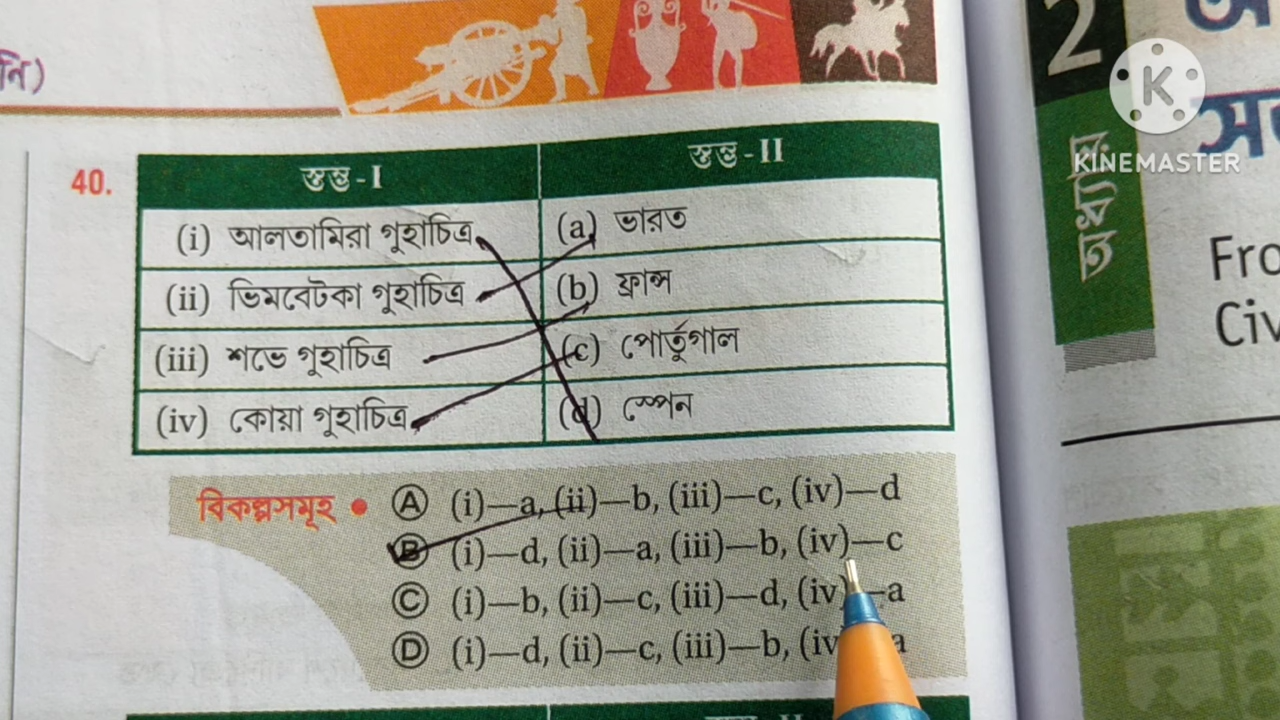 নি)
40.
স্তম্ভ-I স্তম্ভ-II
(i) আলতামিরা গুহাচিত্র (a) ভারত
(ii) ভিমবেটকা গুহাচিত্র (b) ফ্রান্স
(iii) শভে গুহাচিত্র (c) পোর্তুগাল
(iv) কোয়া গুহাচিত্র (d) স্পেন
বিকল্পসমূহ • Ⓐ (i)—a, (ii)—b, (iii)—c, (iv)—d
Ⓑ (i)—d, (ii)—a, (iii)—b, (iv)—c
Ⓒ (i)—b, (ii)—c, (iii)—d, (iv)—a
Ⓓ (i)—d, (ii)—c, (iii)—b, (iv a
2
অধ্যায়
Fro
Civ
K
KINEMASTER